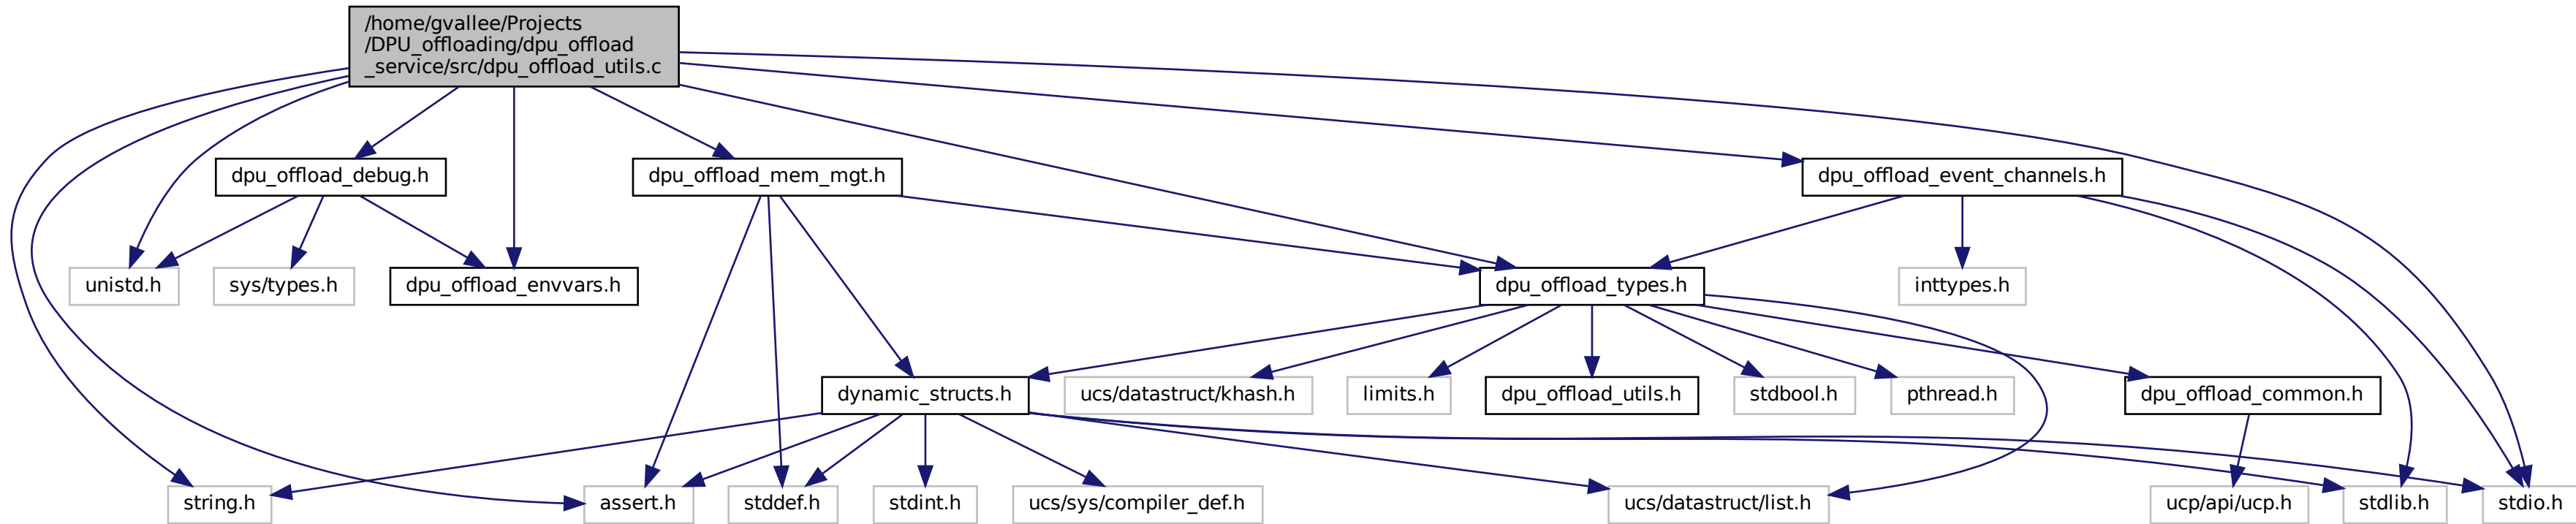 /home/gvallee/Projects
/DPU_offloading/dpu_offload
_service/src/dpu_offload_utils.c
dpu_offload_debug.h
dpu_offload_mem_mgt.h
dpu_offload_event_channels.h
unistd.h
sys/types.h
dpu_offload_envvars.h
dpu_offload_types.h
inttypes.h
dynamic_structs.h
ucs/datastruct/khash.h
limits.h
dpu_offload_utils.h
stdbool.h
pthread.h
dpu_offload_common.h
string.h
assert.h
stddef.h
stdint.h
ucs/sys/compiler_def.h
ucs/datastruct/list.h
ucp/api/ucp.h
stdlib.h
stdio.h